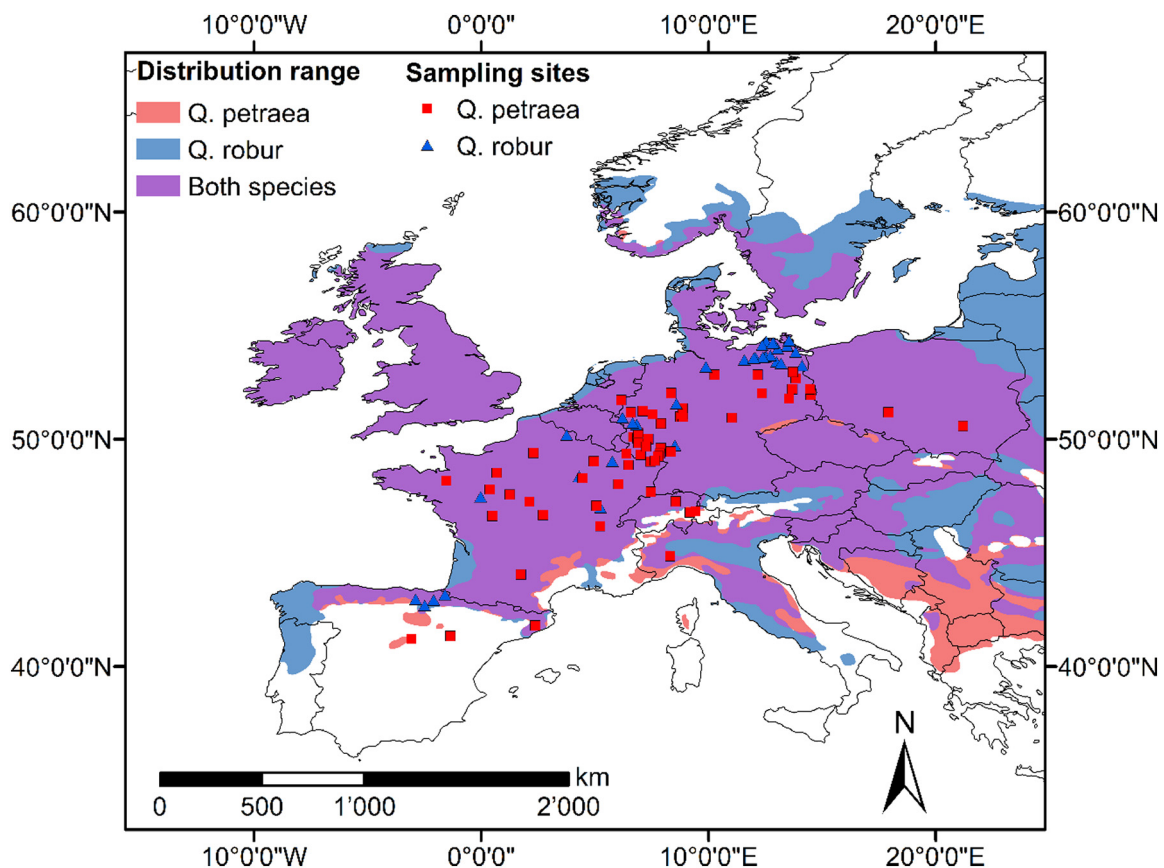 10°0'0"W 0°0'0" 10°0'0"E 20°0'0"E
Distribution range
Q. petraea
Q. robur
Both species
Sampling sites
Q. petraea
Q. robur
60°0'0"N 60°0'0"N
50°0'0"N 50°0'0"N
40°0'0"N 40°0'0"N
N
km
0 500 1'000 2'000
10°0'0"W 0°0'0" 10°0'0"E 20°0'0"E